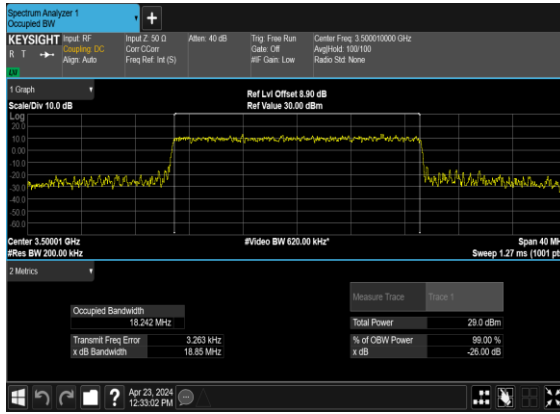 Spectrum Analyzer 1
Occupied BW
KEYSIGHT
R T
LW
Input: RF
Coupling: DC
Align: Auto
Input Z: 50 Ω
Corr CCorr
Freq Ref: Int (S)
Atten: 40 dB
Trig: Free Run
Gate: Off
#IF Gain: Low
Center Freq: 3.500010000 GHz
Avg|Hold: 100/100
Radio Std: None
1 Graph
Scale/Div 10.0 dB
Ref Lvl Offset 8.90 dB
Ref Value 30.00 dBm
Log
20.0
10.0
0.00
-10.0
-20.0
-30.0
-40.0
-50.0
-60.0
Center 3.50001 GHz
#Res BW 200.00 kHz
#Video BW 620.00 kHz*
Span 40 MH
Sweep 1.27 ms (1001 pts
2 Metrics
Measure Trace
Trace 1
Occupied Bandwidth
18.242 MHz
Total Power
29.0 dBm
Transmit Freq Error
3.263 kHz
% of OBW Power
99.00 %
x dB Bandwidth
18.85 MHz
x dB
-26.00 dB
?
Apr 23, 2024
12:33:02 PM